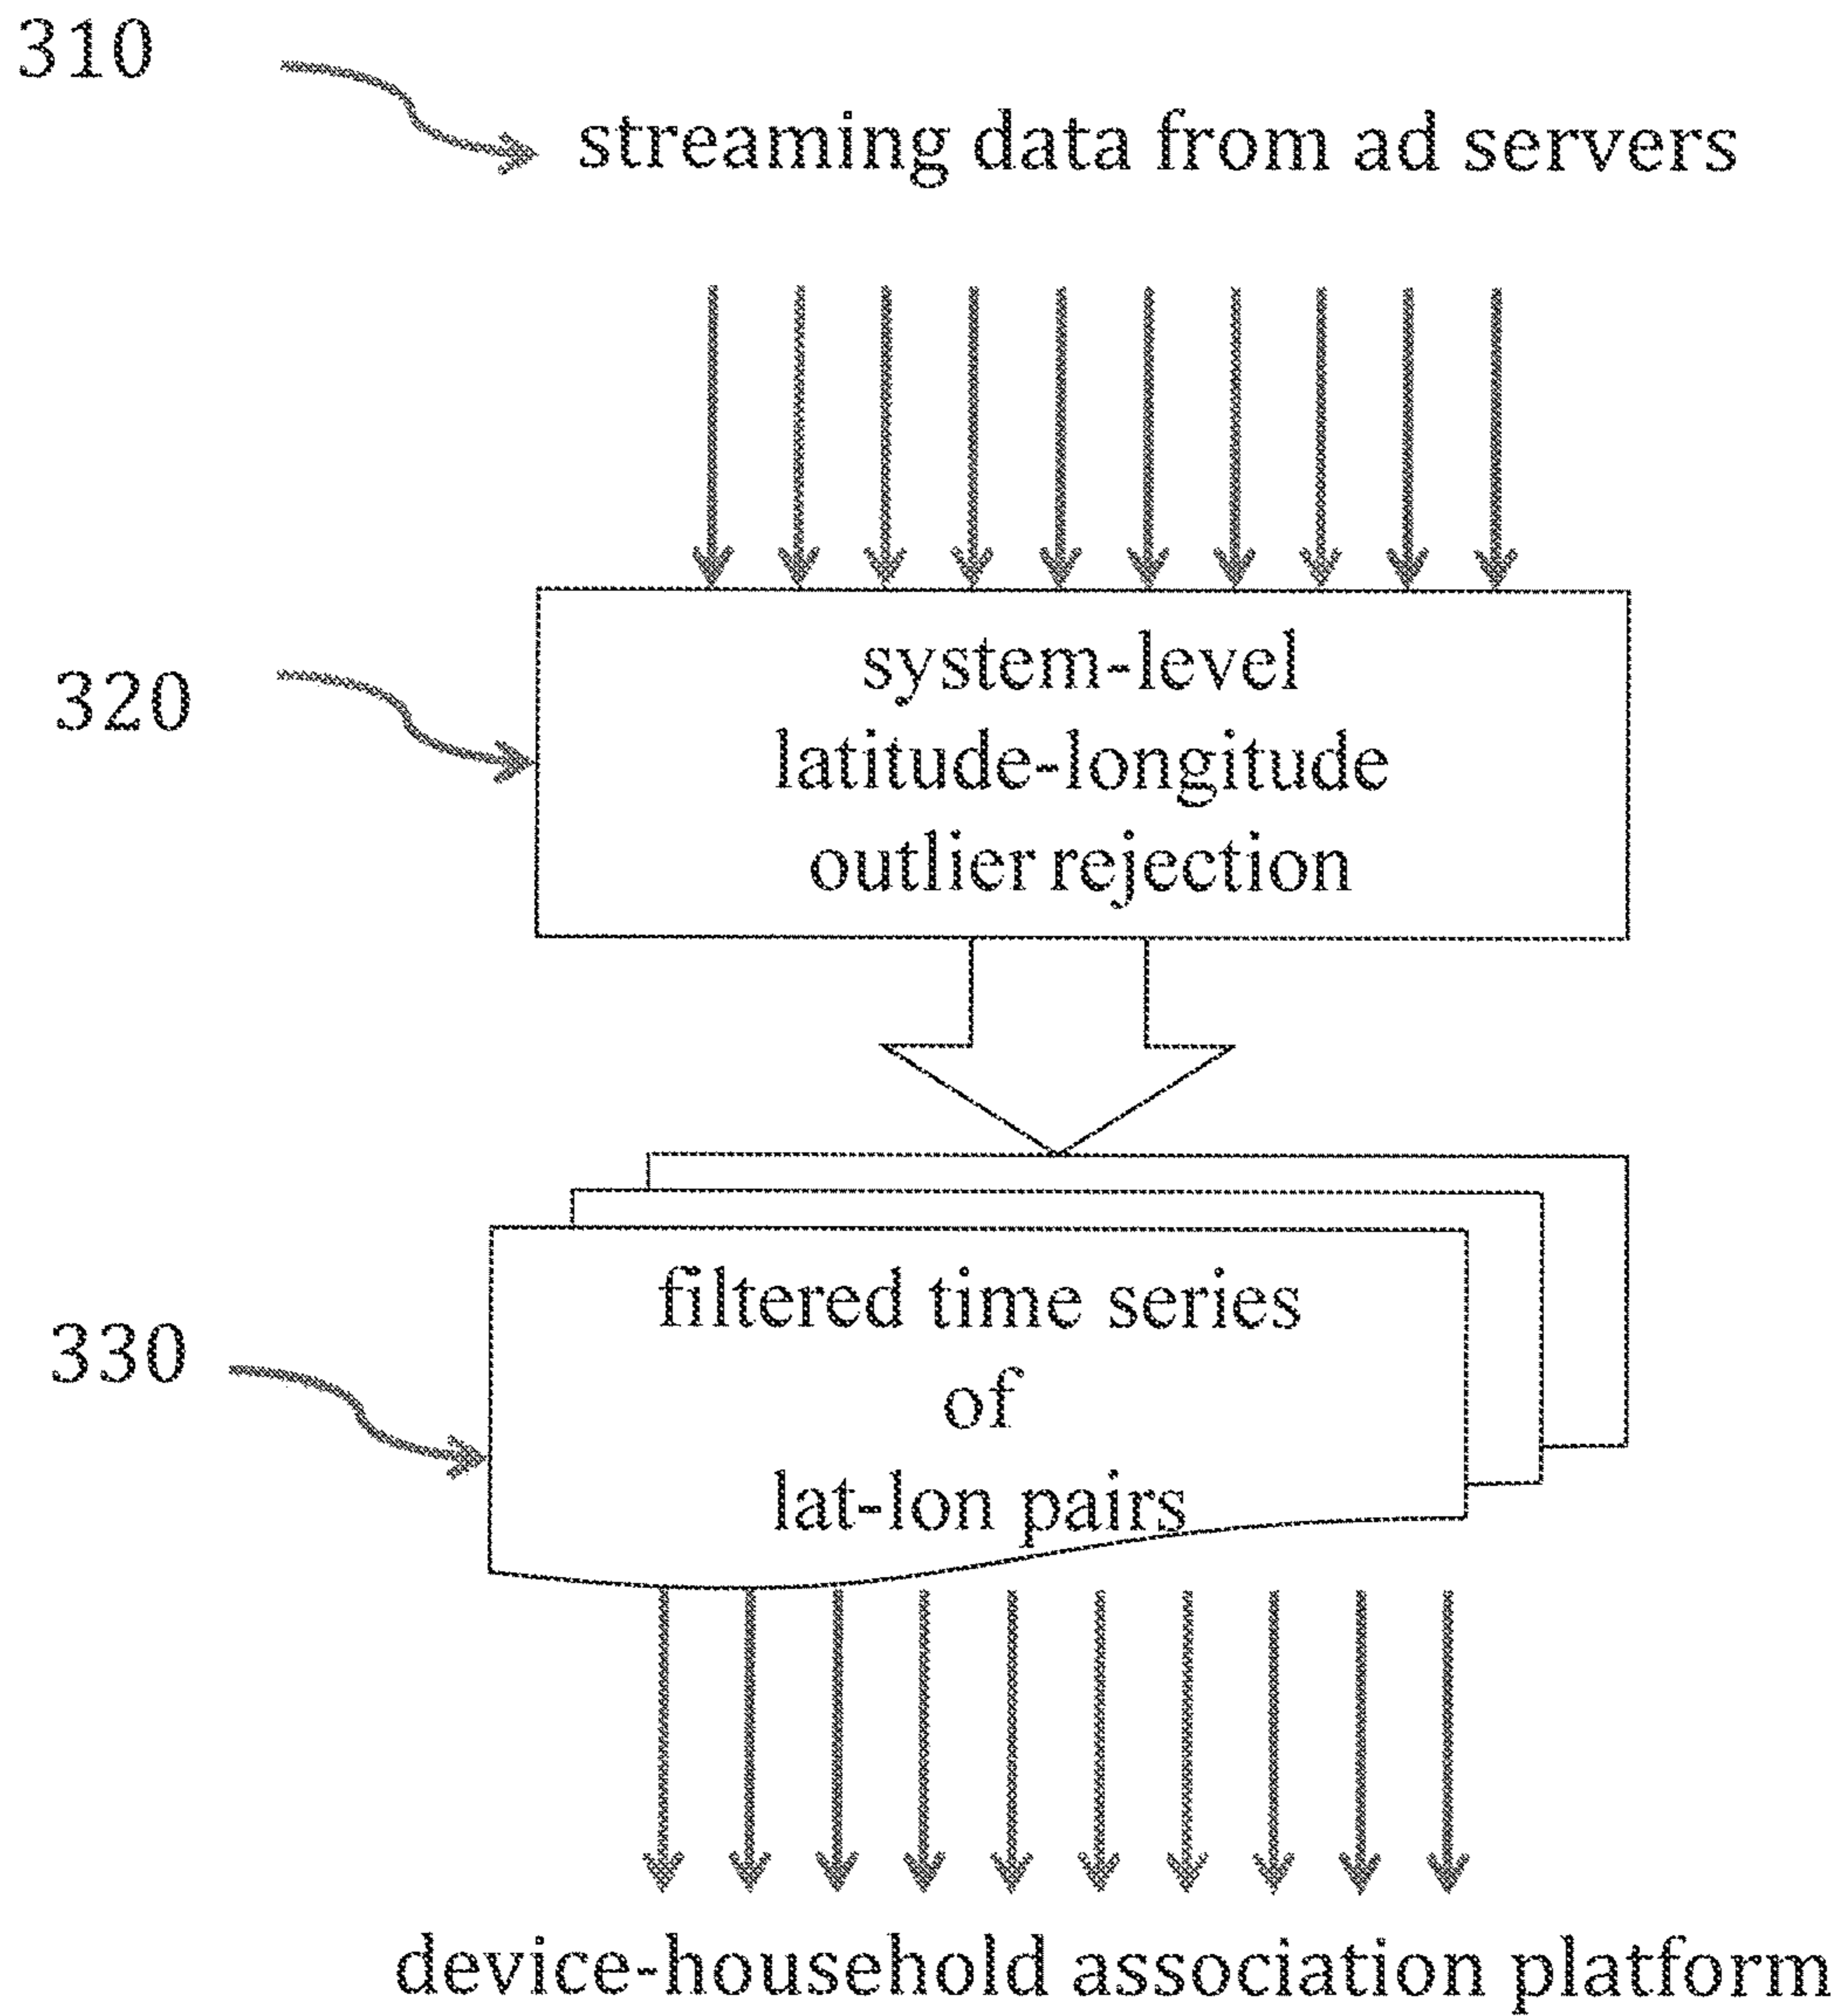 310
streaming data from ad servers
320
system-level
latitude-longitude
outlier rejection
330
filtered time series
of
lat-lon pairs
device-household association platform